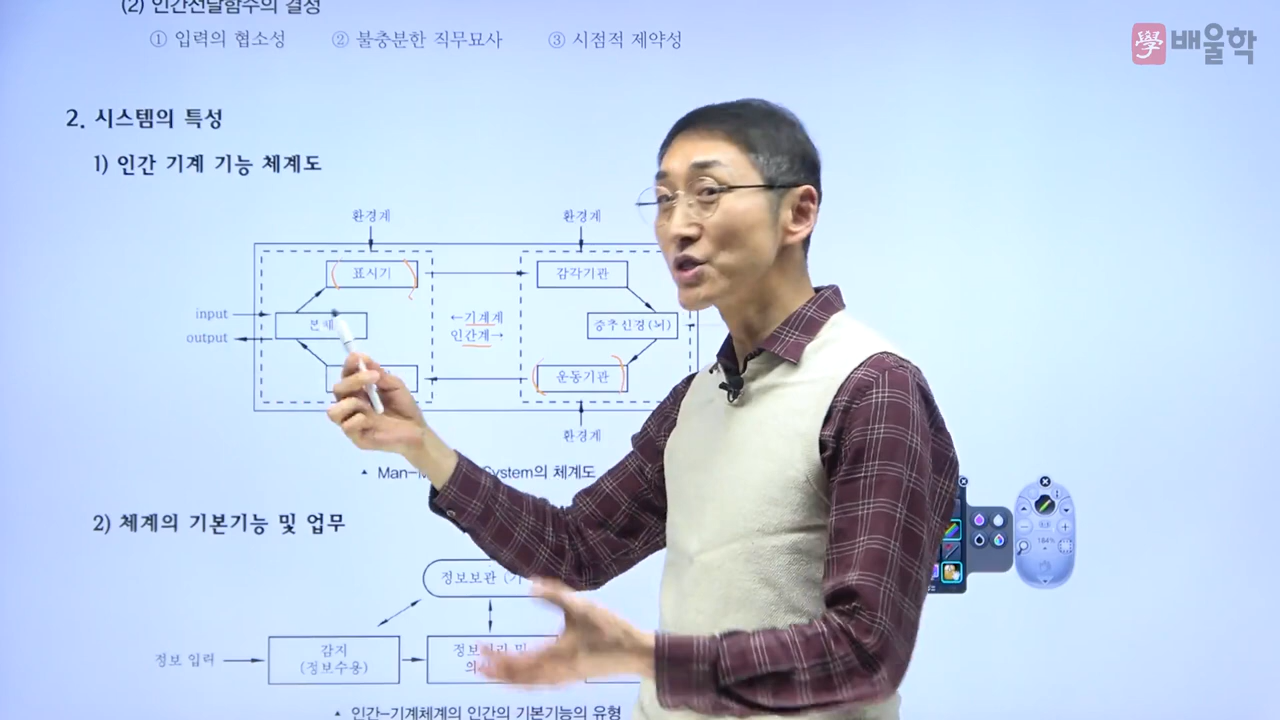 (2) 인간전달함수의 결정
① 입력의 협소성 ② 불충분한 직무묘사 ③ 시점적 제약성
學 배울학
2. 시스템의 특성
1) 인간 기계 기능 체계도
환경계 환경계
표시기 감각기관
input
output
←기계계
인간계→
중추신경(뇌)
운동기관
환경계
▲ Man-M System의 체계도
2) 체계의 기본기능 및 업무
정보보관
정보 입력
감지
(정보수용)
▲ 인간-기계체계의 인간의 기본기능의 유형
184%